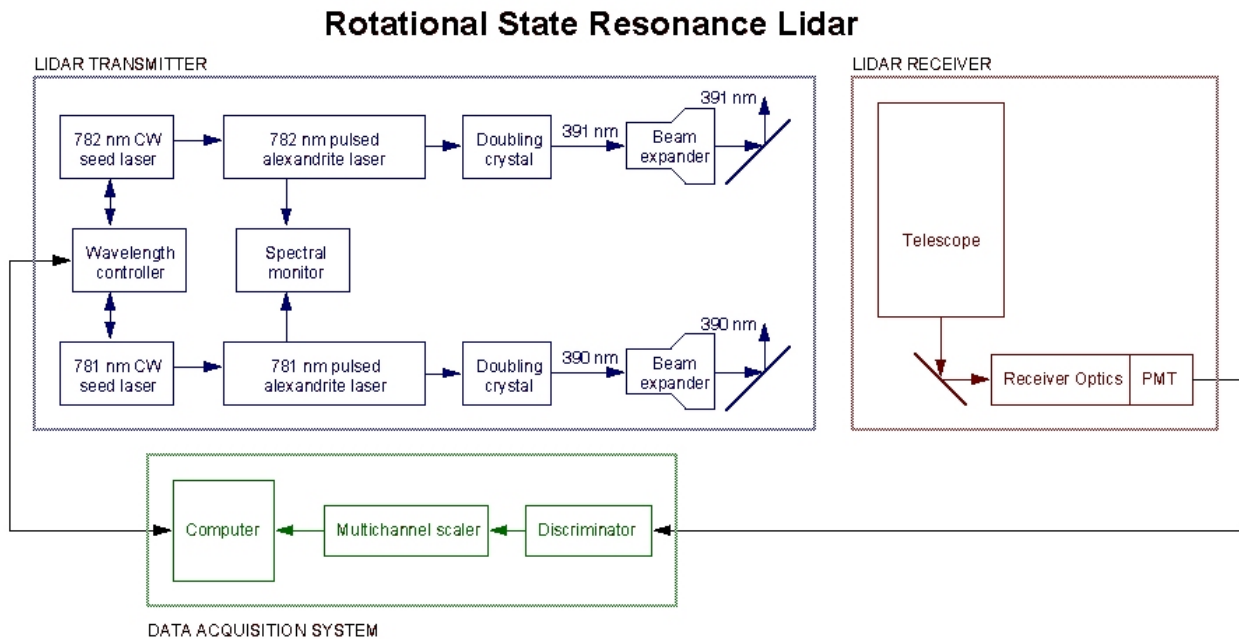 Rotational State Resonance Lidar
LIDAR TRANSMITTER
LIDAR RECEIVER
782 nm CW
seed laser
782 nm pulsed
alexandrite laser
Doubling
crystal
391 nm
Beam
expander
391 nm
Wavelength
controller
Spectral
monitor
781 nm CW
seed laser
781 nm pulsed
alexandrite laser
Doubling
crystal
390 nm
Beam
expander
390 nm
Telescope
Receiver Optics
PMT
Computer
Multichannel scaler
Discriminator
DATA ACQUISITION SYSTEM